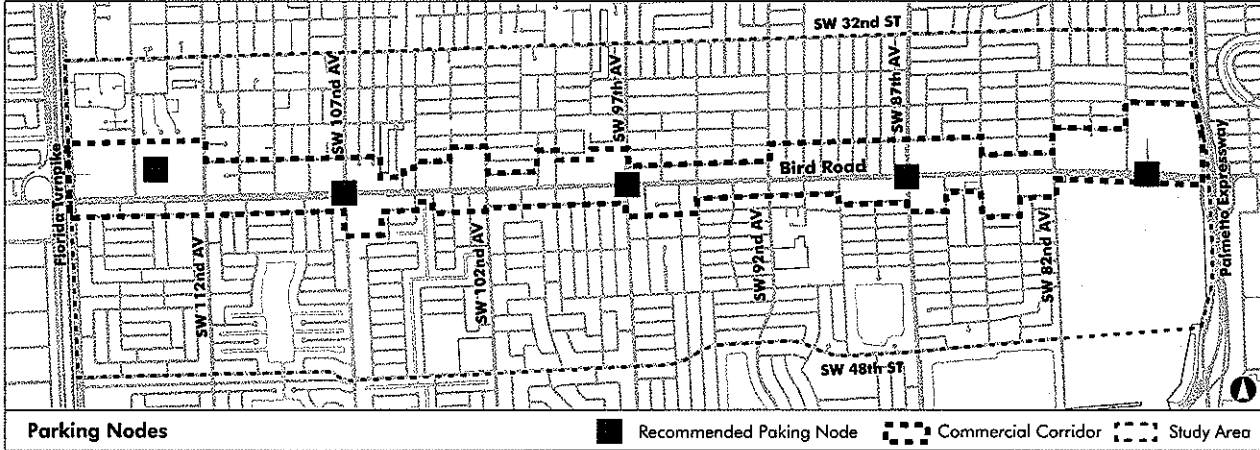 SW 32nd ST
SW 107nd AV
SW 97th AV
SW 87th AV
Florida Turnpike
Bird Road
Palmetto Expressway
SW 112nd AV
SW 102nd AV
SW 92nd AV
SW 82nd AV
SW 48th ST
Parking Nodes
Recommended Paking Node
Commercial Corridor
Study Area